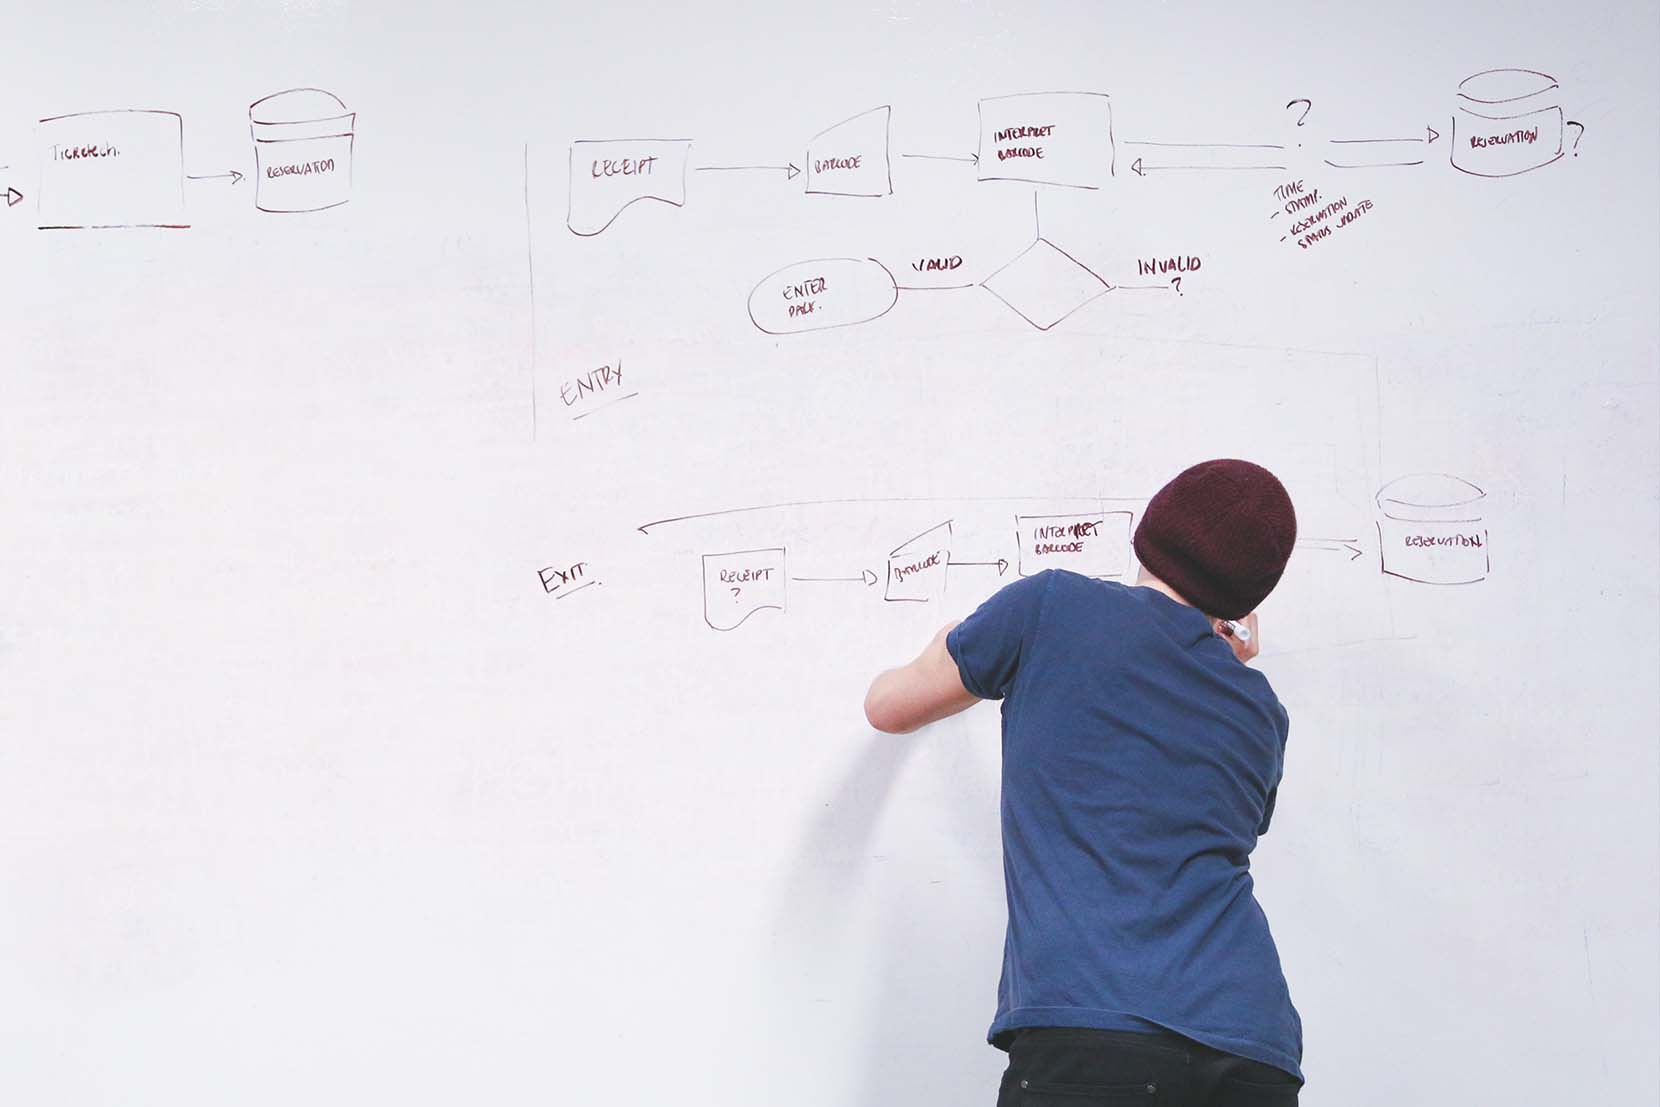 Ticketech.
RESERVATION
RECEIPT
BARCODE
INTERPRET
BARCODE
?
TIME
- STAMP.
- RESERVATION
STATUS UPDATE
RESERVATION
?
VALID
INVALID
?
ENTER
PARK.
ENTRY
EXIT.
RECEIPT
?
BARCODE
INTERPRET
BARCODE
RESERVATION